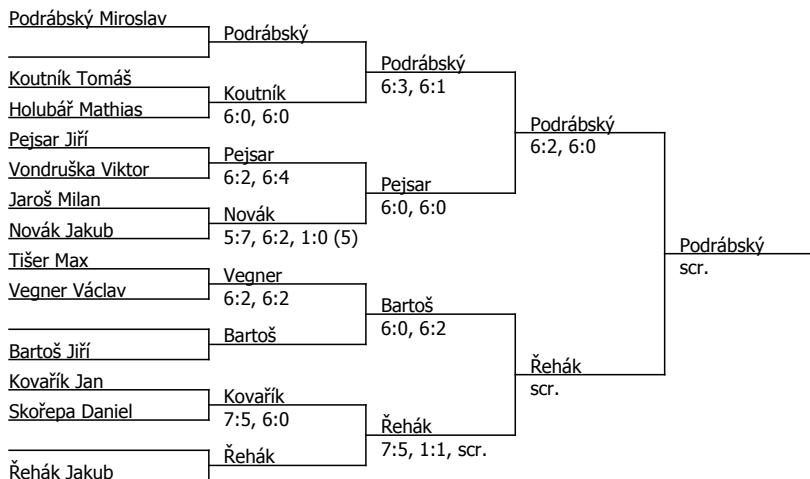 Podrábský Miroslav
Koutník Tomáš
Holubář Mathias
Pejsar Jiří
Vondruška Viktor
Jaroš Milan
Novák Jakub
Tišer Max
Vegner Václav
Bartoš Jiří
Kovařík Jan
Skořepa Daniel
Řehák Jakub
Podrábský
Koutník
6:0, 6:0
Pejsar
6:2, 6:4
Novák
5:7, 6:2, 1:0 (5)
Vegner
6:2, 6:2
Bartoš
Kovařík
7:5, 6:0
Řehák
Podrábský
6:3, 6:1
Pejsar
6:0, 6:0
Bartoš
6:0, 6:2
Řehák
7:5, 1:1, scr.
Podrábský
6:2, 6:0
Řehák
scr.
Podrábský
scr.